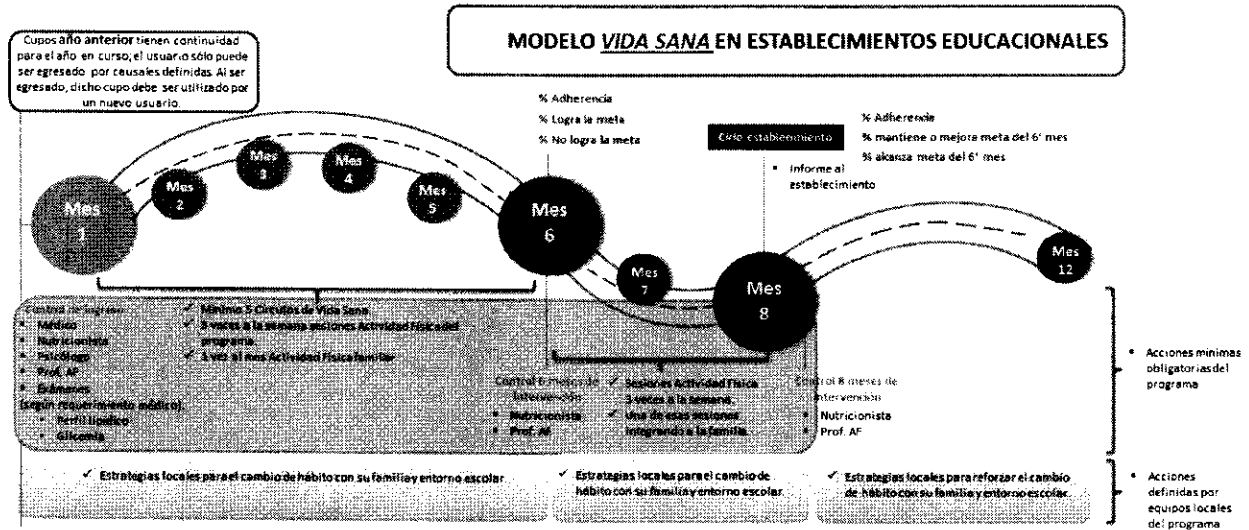 MODELO VIDA SANA EN ESTABLECIMIENTOS EDUCACIONALES
Cupos año anterior tienen continuidad
para el año en curso; el usuario sólo puede
ser egresado por causales definidas. Al ser
egresado, dicho cupo debe ser utilizado por
un nuevo usuario.
% Adherencia
% Logra la meta
% No logra la meta
Ciclo establecimiento
• Informe al
establecimiento
% Adherencia
% mantiene o mejora meta del 6° mes
% alcanza meta del 6° mes
Mes
1
Mes
2
Mes
3
Mes
4
Mes
5
Mes
6
Mes
7
Mes
8
Mes
12
Control de ingreso
• Médico
• Nutricionista
• Psicólogo
• Prof. AF
• Exámenes
(según requerimiento médico).
• Perfil lipídico
• Glicemia
✓ Mínimo 5 Círculos de Vida Sana
✓ 3 veces a la semana sesiones Actividad Física del
programa.
✓ 1 vez al mes Actividad Física familiar
Control 6 meses de
intervención
• Nutricionista
• Prof. AF
✓ Sesiones Actividad Física
3 veces a la semana.
✓ Una de esas sesiones
integrando a la familia.
Control 8 meses de
intervención
• Nutricionista
• Prof. AF
• Acciones mínimas
obligatorias del
programa
✓ Estrategias locales para el cambio de hábito con su familia y entorno escolar.
✓ Estrategias locales para el cambio de
hábito con su familia y entorno escolar.
✓ Estrategias locales para reforzar el cambio
de hábito con su familia y entorno escolar.
• Acciones
definidas por
equipos locales
del programa